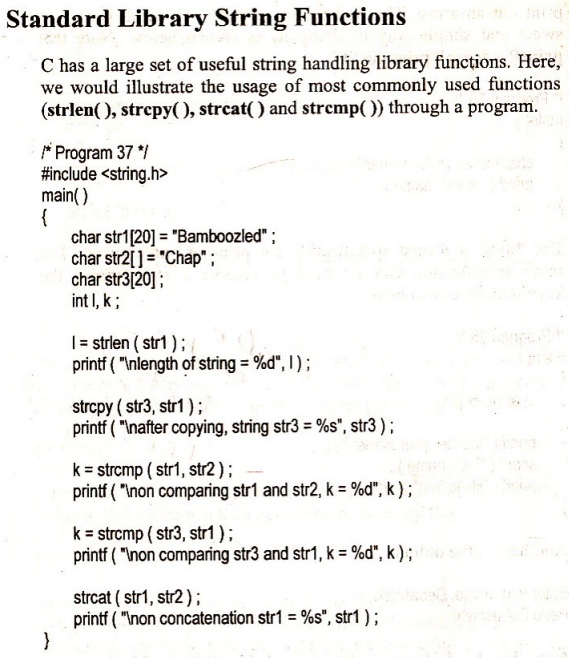 Standard Library String Functions
C has a large set of useful string handling library functions. Here,
we would illustrate the usage of most commonly used functions
(strlen( ), strcpy( ), strcat( ) and strcmp( )) through a program.
/* Program 37 */
#include <string.h>
main( )
{
char str1[20] = "Bamboozled" ;
char str2[ ] = "Chap" ;
char str3[20] ;
int l, k ;
l = strlen ( str1 ) ;
printf ( "\nlength of string = %d", l ) ;
strcpy ( str3, str1 ) ;
printf ( "\nafter copying, string str3 = %s", str3 ) ;
k = strcmp ( str1, str2 ) ;
printf ( "\non comparing str1 and str2, k = %d", k ) ;
k = strcmp ( str3, str1 ) ;
printf ( "\non comparing str3 and str1, k = %d", k ) ;
strcat ( str1, str2 ) ;
printf ( "\non concatenation str1 = %s", str1 ) ;
}